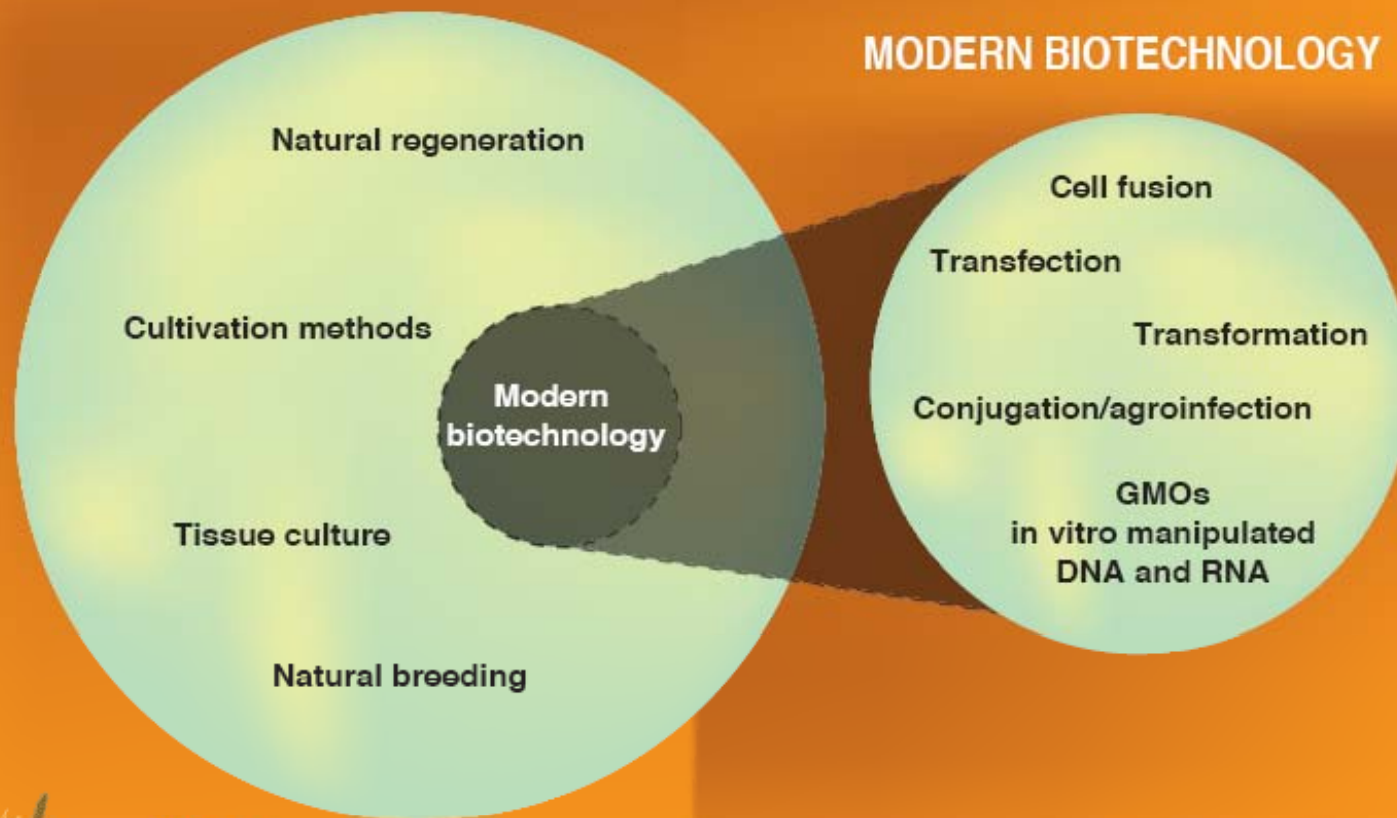 MODERN BIOTECHNOLOGY
Natural regeneration
Cultivation methods
Modern
biotechnology
Tissue culture
Natural breeding
Cell fusion
Transfection
Transformation
Conjugation/agroinfection
GMOs
in vitro manipulated
DNA and RNA